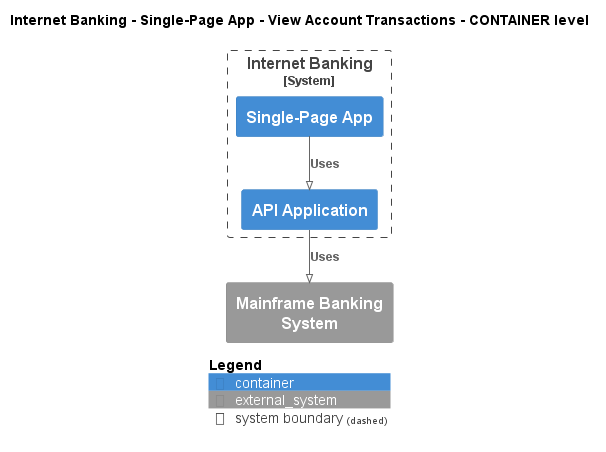 Internet Banking - Single-Page App - View Account Transactions - CONTAINER level
Internet Banking
[System]
Single-Page App
Uses
API Application
Uses
Mainframe Banking
System
Legend
container
external_system
system boundary (dashed)